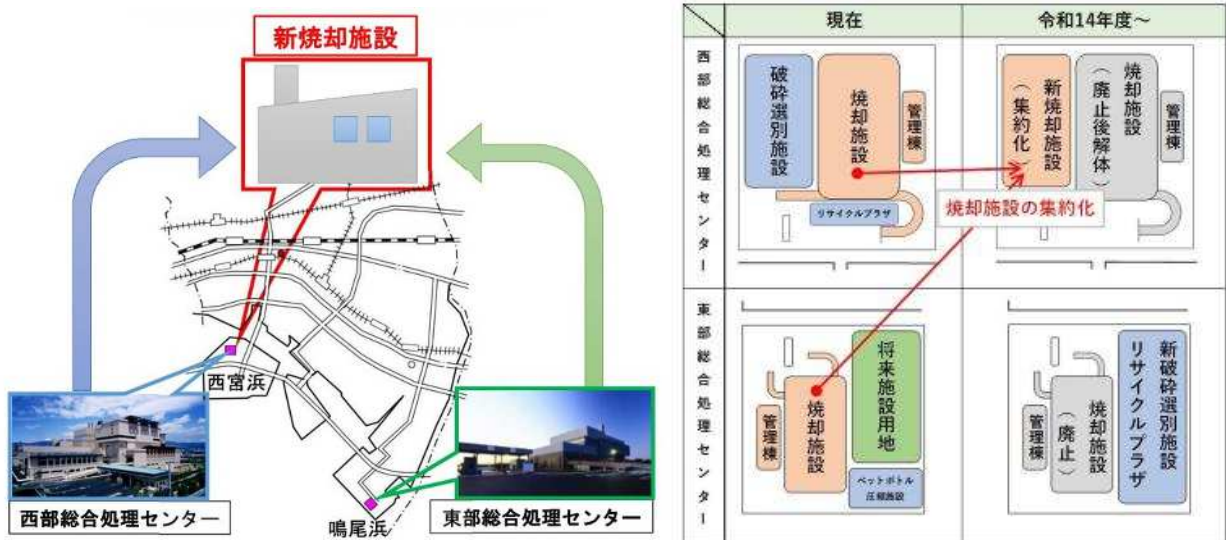 新焼却施設
西宮浜
西部総合処理センター
鳴尾浜
東部総合処理センター
現在
令和14年度～
西部総合処理センター
破砕選別施設
焼却施設
管理棟
リサイクルプラザ
新焼却施設
（集約化）
焼却施設
（廃止後解体）
管理棟
焼却施設の集約化
東部総合処理センター
管理棟
焼却施設
将来施設用地
ペットボトル
圧縮施設
管理棟
焼却施設
（廃止）
新破砕選別施設
リサイクルプラザ